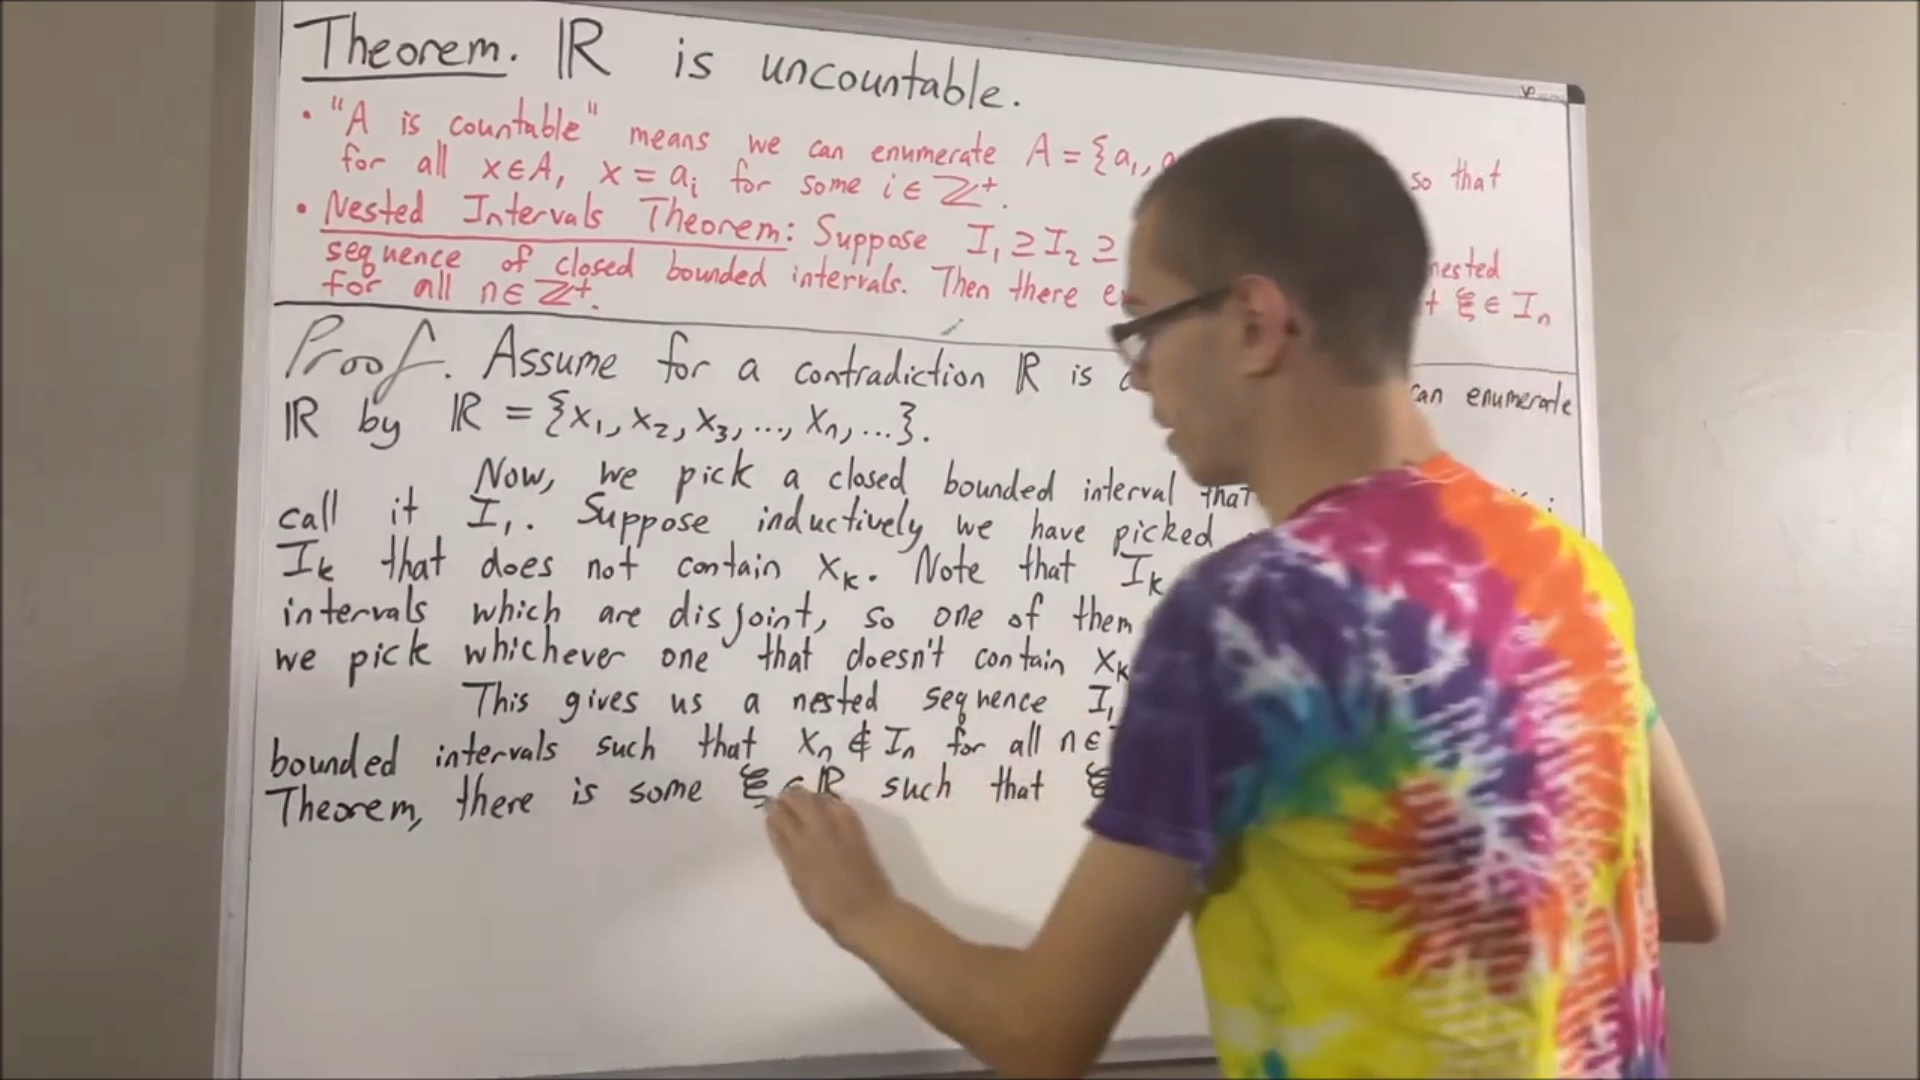 Theorem. ℝ is uncountable.
• "A is countable" means we can enumerate A = {a₁, so that
for all x∈A, x = aᵢ for some i∈ℤ⁺.
• Nested Intervals Theorem: Suppose I₁ ⊇ I₂ ⊇ nested
sequence of closed bounded intervals. Then there ξ ∈ Iₙ
for all n∈ℤ⁺.
Proof. Assume for a contradiction ℝ is enumerate
ℝ by ℝ = {x₁, x₂, x₃, ..., xₙ, ...}.
Now, we pick a closed bounded interval that
call it I₁. Suppose inductively we have picked
Iₖ that does not contain xₖ. Note that Iₖ
intervals which are disjoint, so one of them
we pick whichever one that doesn't contain
This gives us a nested sequence I₁
bounded intervals such that xₙ ∉ Iₙ for all n∈
Theorem, there is some ξ ∈ ℝ such that ξ